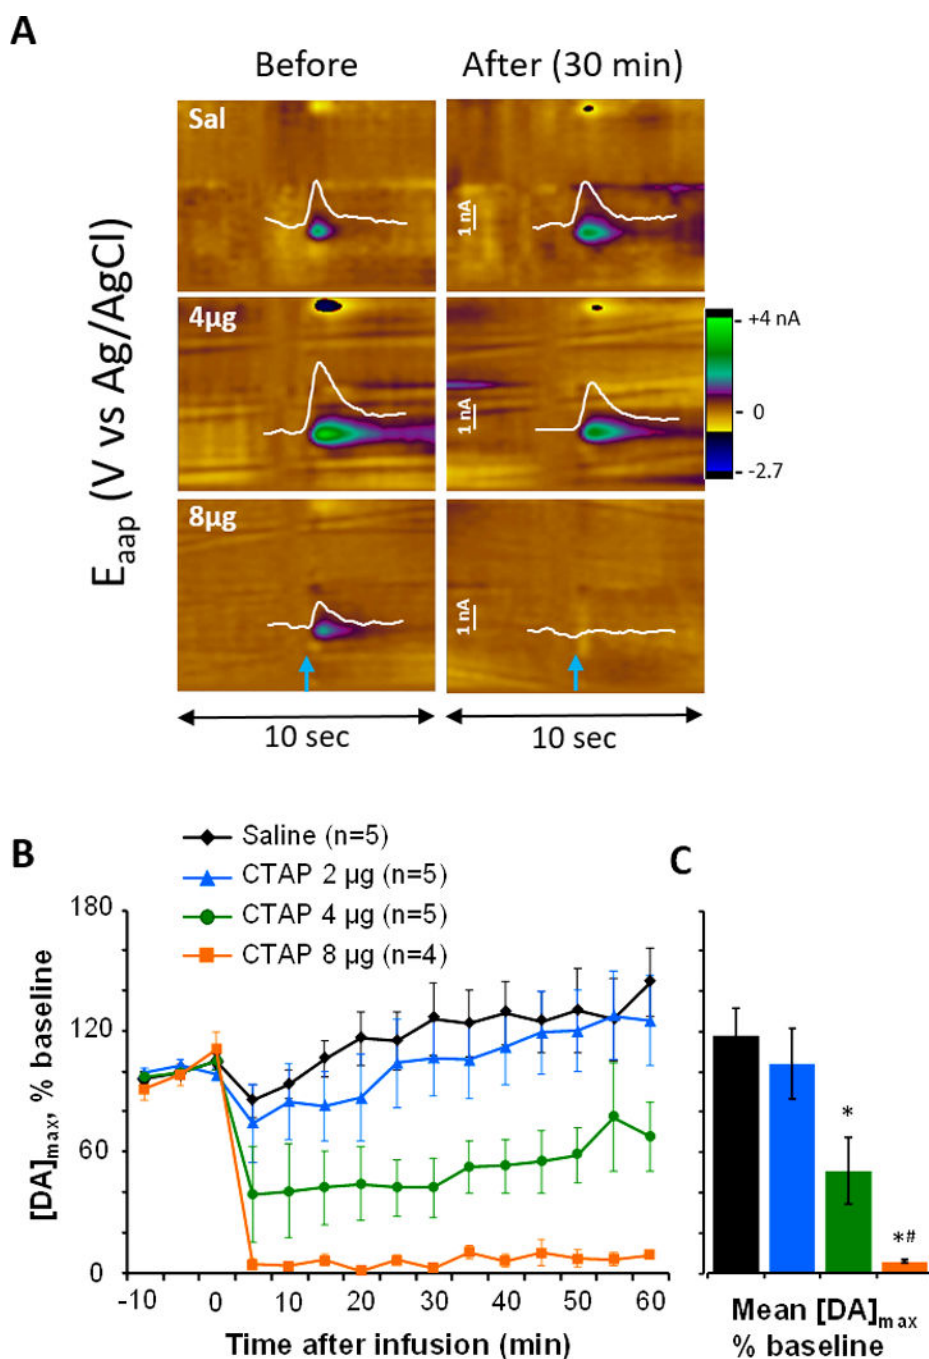 A
Before After (30 min)
Sal
1 nA
4µg
1 nA
+4 nA
0
-2.7
8µg
1 nA
E_aap (V vs Ag/AgCl)
10 sec 10 sec
B
Saline (n=5)
CTAP 2 µg (n=5)
CTAP 4 µg (n=5)
CTAP 8 µg (n=4)
[DA]max, % baseline
180
120
60
0
-10 0 10 20 30 40 50 60
Time after infusion (min)
C
*
*#
Mean [DA]max
% baseline